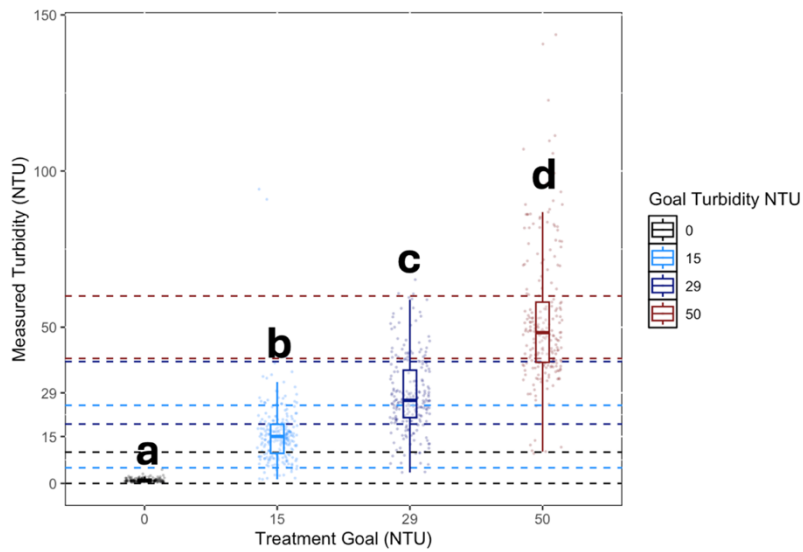 150
100
50
29
15
0
Measured Turbidity (NTU)
a
b
c
d
0 15 29 50
Treatment Goal (NTU)
Goal Turbidity NTU
0
15
29
50